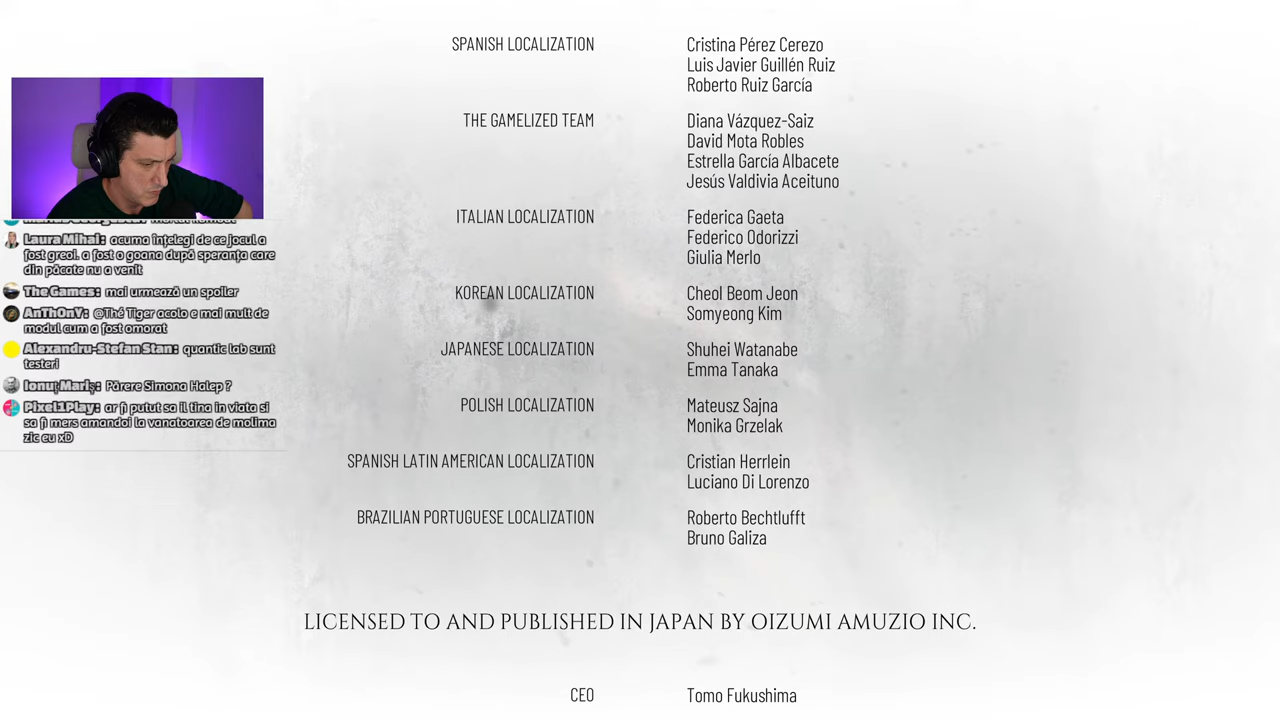 SPANISH LOCALIZATION
Cristina Pérez Cerezo
Luis Javier Guillén Ruiz
Roberto Ruiz García
THE GAMELIZED TEAM
Diana Vázquez-Saiz
David Mota Robles
Estrella García Albacete
Jesús Valdivia Aceituno
ITALIAN LOCALIZATION
Federica Gaeta
Federico Odorizzi
Giulia Merlo
KOREAN LOCALIZATION
Cheol Beom Jeon
Somyeong Kim
JAPANESE LOCALIZATION
Shuhei Watanabe
Emma Tanaka
POLISH LOCALIZATION
Mateusz Sajna
Monika Grzelak
SPANISH LATIN AMERICAN LOCALIZATION
Cristian Herrlein
Luciano Di Lorenzo
BRAZILIAN PORTUGUESE LOCALIZATION
Roberto Bechtlufft
Bruno Galiza
LICENSED TO AND PUBLISHED IN JAPAN BY OIZUMI AMUZIO INC.
CEO
Tomo Fukushima
Laura Mihai: acuma înțelegi de ce jocul a
fost greoi. a fost o goana după speranța care
din păcate nu a venit
The Games: mai urmează un spoiler
AnThOnY: @Thé Tiger acolo e mai mult de
modul cum a fost omorat
Alexandru-Stefan Stan: quantic lab sunt
testeri
Ionuț Mariș: Părere Simona Halep ?
Pixel1Play: ar fi putut sa il tina in viata si
sa fi mers amandoi la vanatoarea de molima
zic eu xD